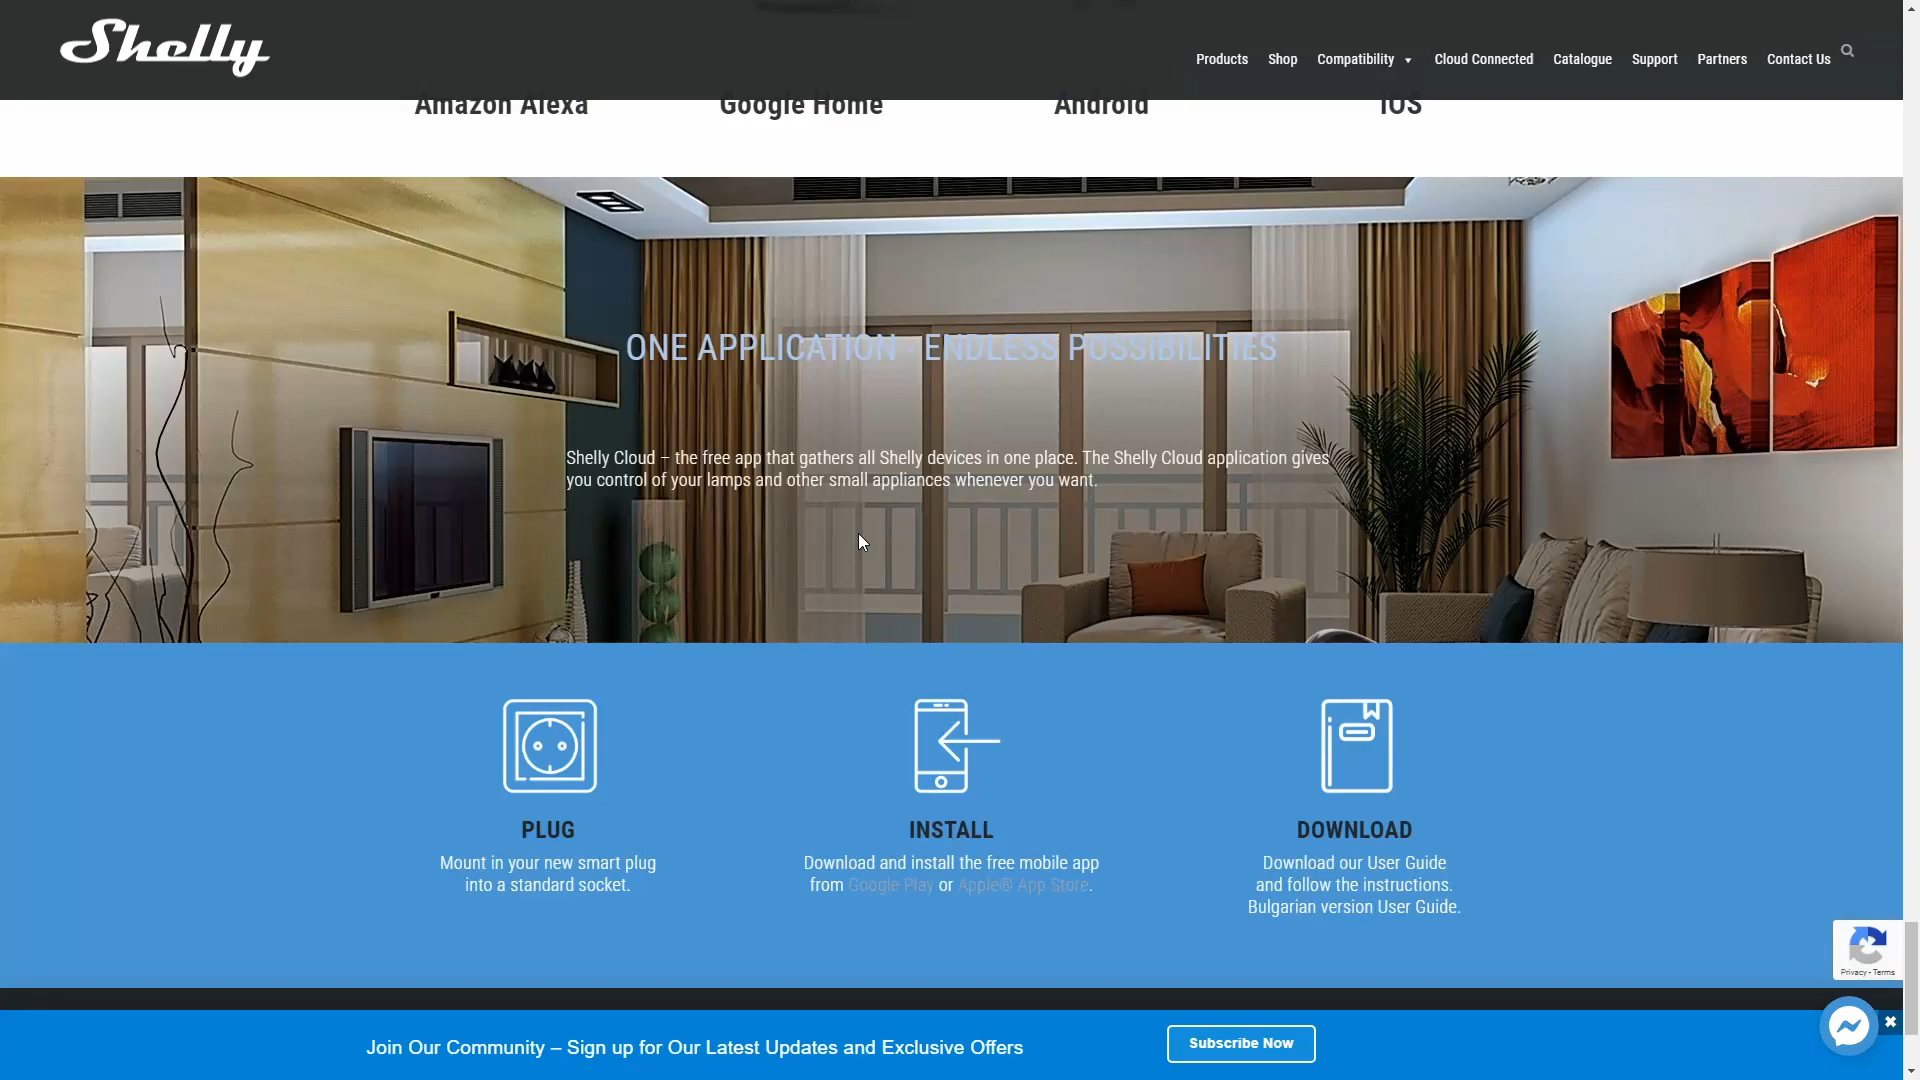 Shelly
Products Shop Compatibility Cloud Connected Catalogue Support Partners Contact Us
Amazon Alexa Google Home Android iOS
ONE APPLICATION - ENDLESS POSSIBILITIES
Shelly Cloud – the free app that gathers all Shelly devices in one place. The Shelly Cloud application gives
you control of your lamps and other small appliances whenever you want.
PLUG
Mount in your new smart plug
into a standard socket.
INSTALL
Download and install the free mobile app
from Google Play or Apple® App Store.
DOWNLOAD
Download our User Guide
and follow the instructions.
Bulgarian version User Guide.
Privacy - Terms
Join Our Community – Sign up for Our Latest Updates and Exclusive Offers
Subscribe Now